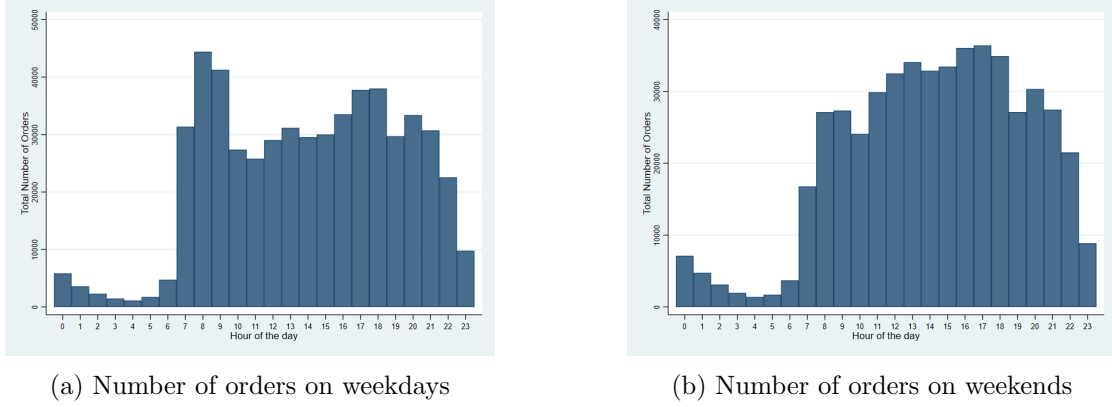 Total Number of Orders
50000
40000
30000
20000
10000
0
0 1 2 3 4 5 6 7 8 9 10 11 12 13 14 15 16 17 18 19 20 21 22 23
Hour of the day
(a) Number of orders on weekdays
Total Number of Orders
40000
30000
20000
10000
0
0 1 2 3 4 5 6 7 8 9 10 11 12 13 14 15 16 17 18 19 20 21 22 23
Hour of the day
(b) Number of orders on weekends